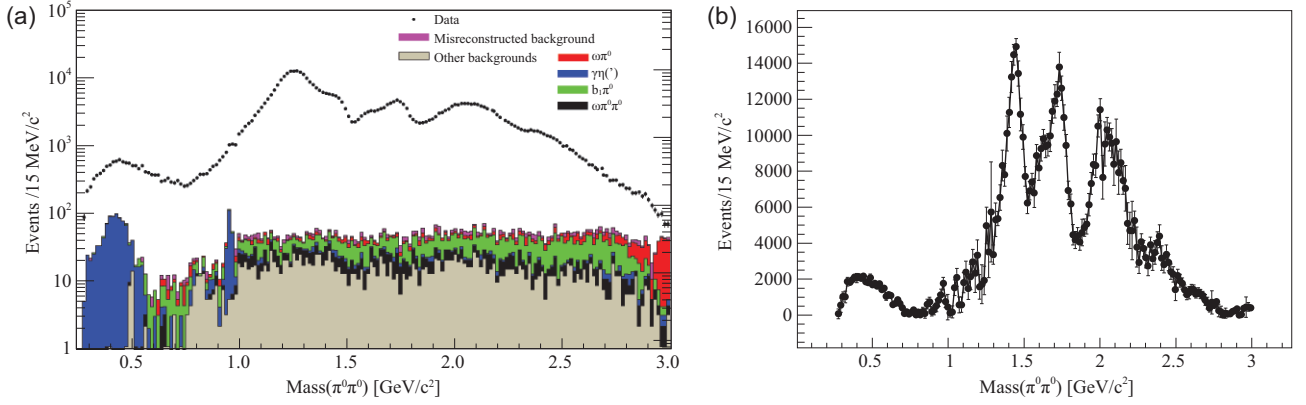 (a)
10^5
10^4
10^3
10^2
10
1
Events /15 MeV/c^2
Data
Misreconstructed background
Other backgrounds
ωπ^0
γη(')
b_1π^0
ωπ^0π^0
0.5
1.0
1.5
2.0
2.5
3.0
Mass(π^0π^0) [GeV/c^2]
(b)
16000
14000
12000
10000
8000
6000
4000
2000
0
Events/15 MeV/c^2
0.5
1
1.5
2
2.5
3
Mass(π^0π^0) [GeV/c^2]